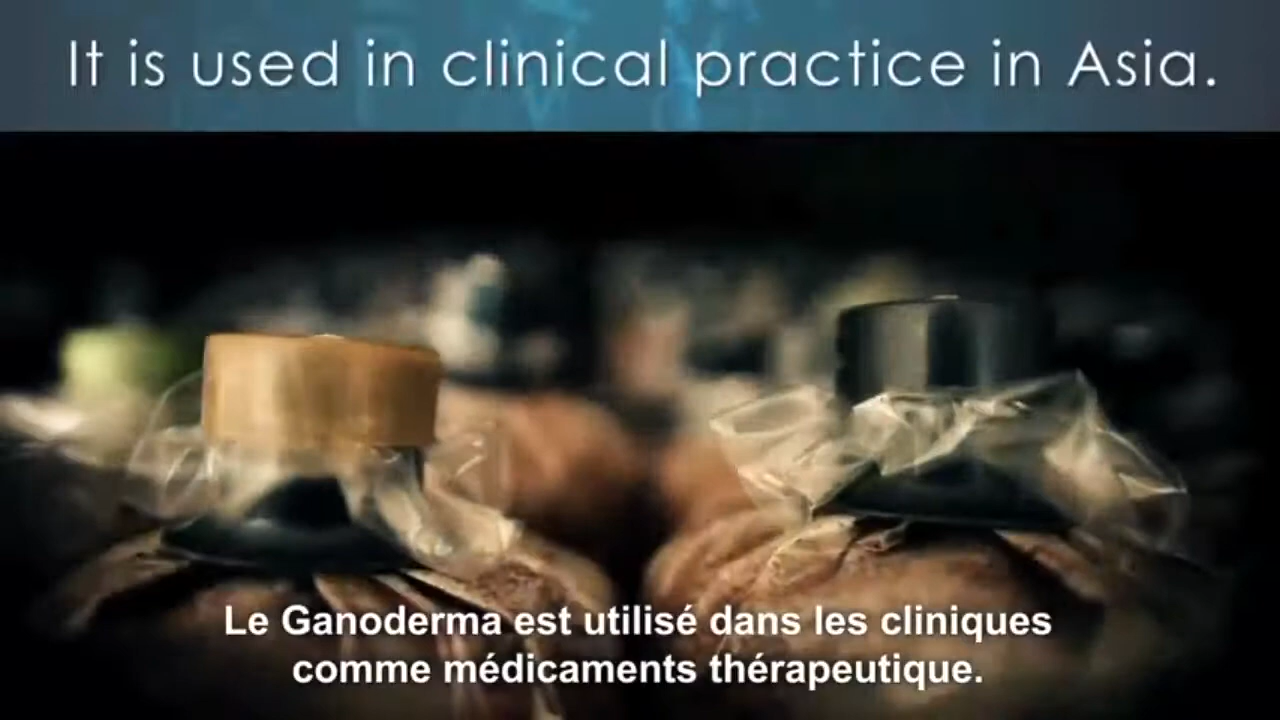 It is used in clinical practice in Asia.
Le Ganoderma est utilisé dans les cliniques
comme médicaments thérapeutique.